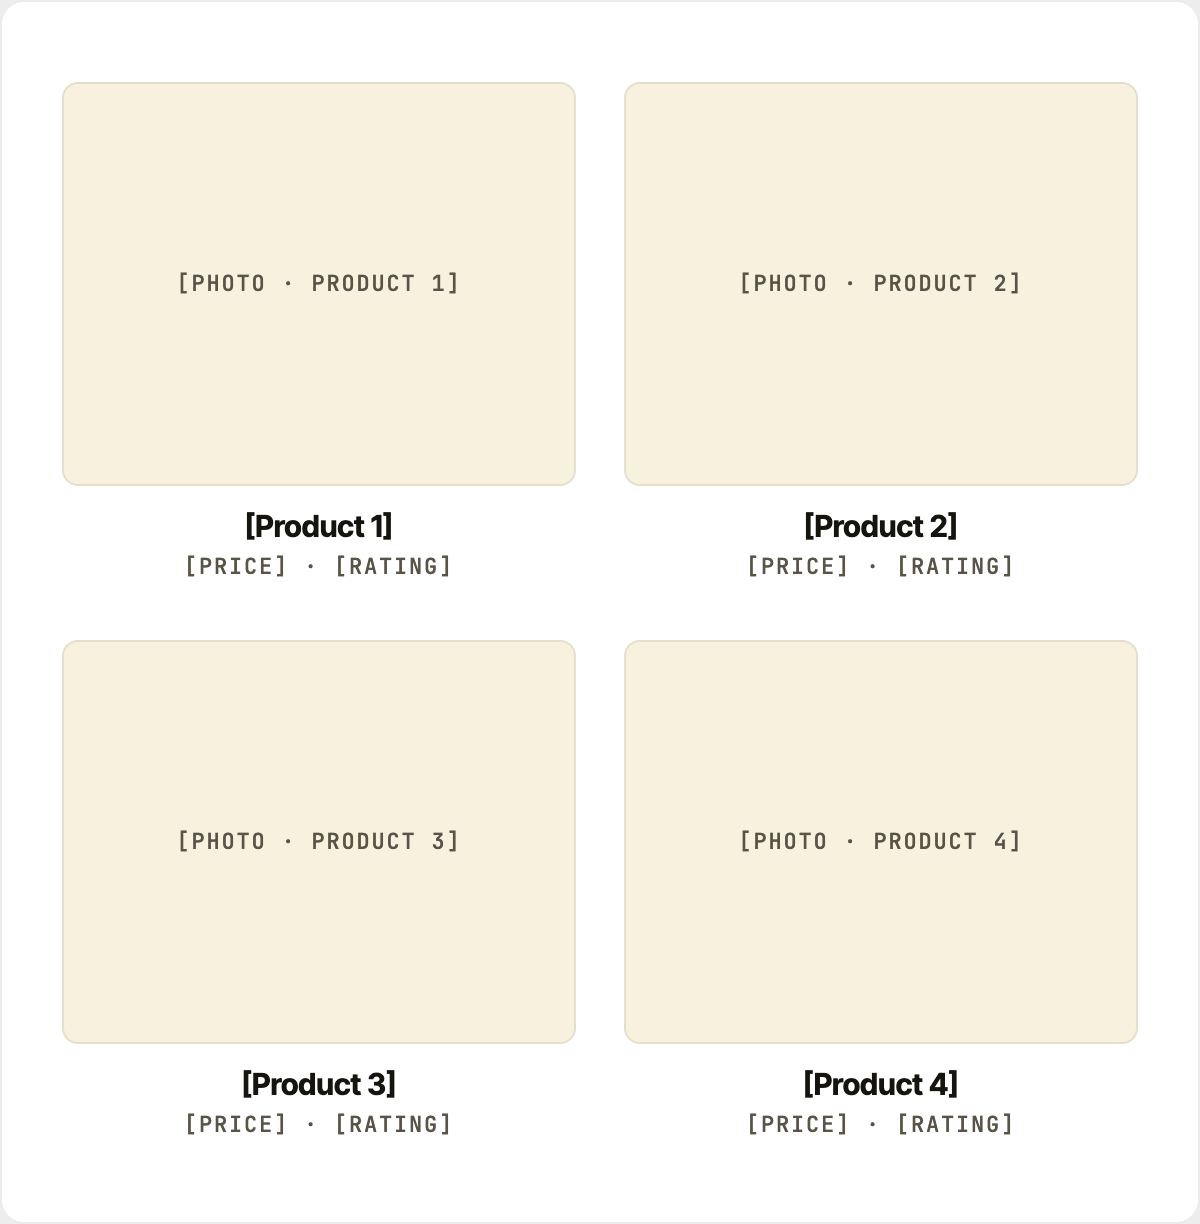 [PHOTO · PRODUCT 1]
[PHOTO · PRODUCT 2]
[Product 1]
[PRICE] · [RATING]
[Product 2]
[PRICE] · [RATING]
[PHOTO · PRODUCT 3]
[PHOTO · PRODUCT 4]
[Product 3]
[PRICE] · [RATING]
[Product 4]
[PRICE] · [RATING]